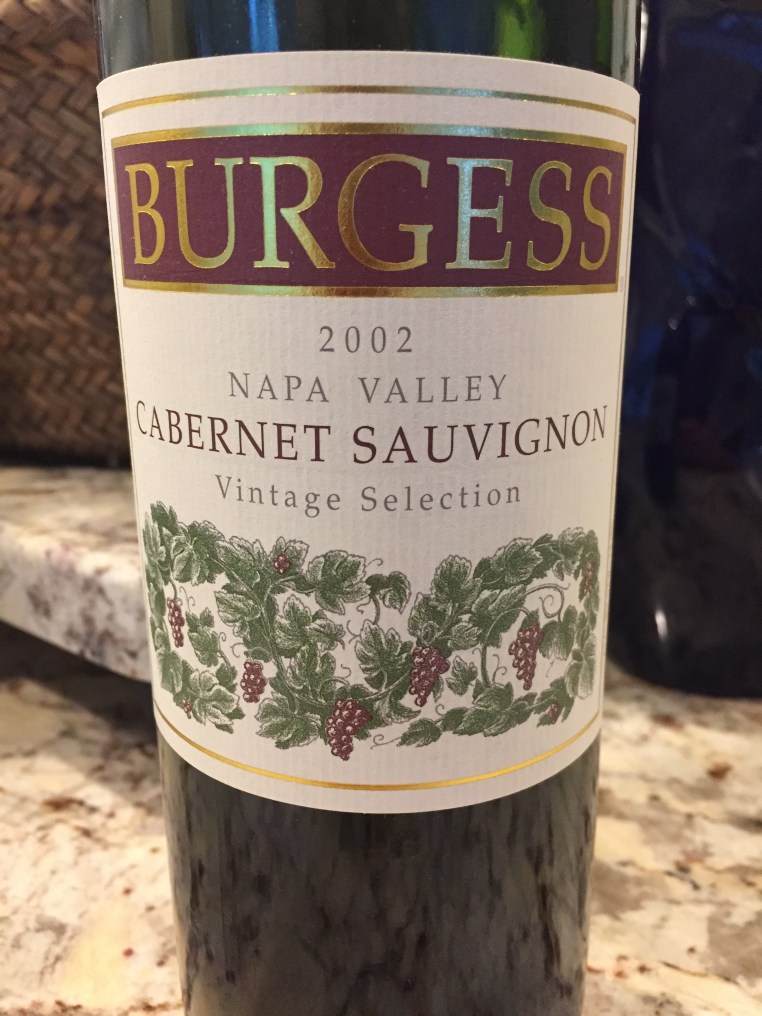 BURGESS
2002
NAPA VALLEY
CABERNET SAUVIGNON
Vintage Selection